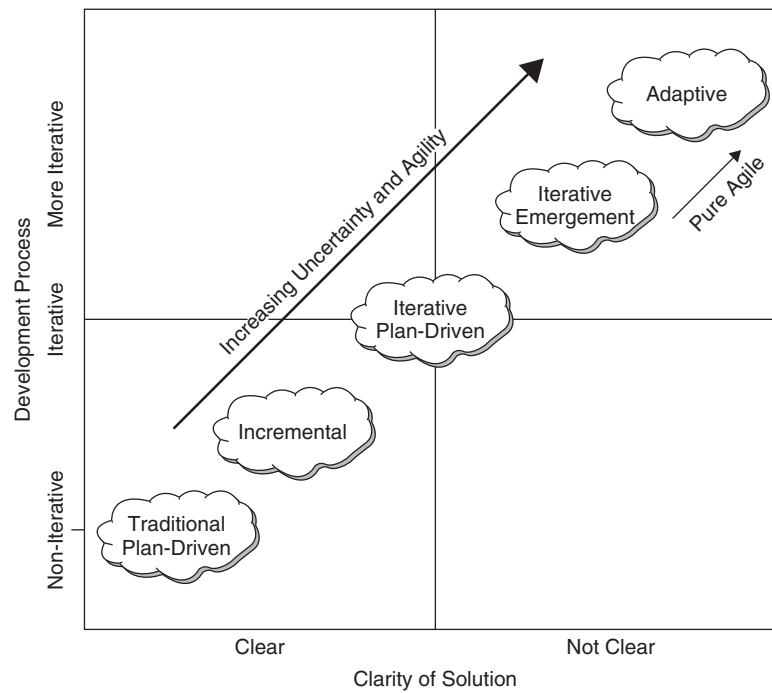 Development Process
More Iterative
Iterative
Non-Iterative
Increasing Uncertainty and Agility
Adaptive
Iterative
Emergement
Pure Agile
Iterative
Plan-Driven
Incremental
Traditional
Plan-Driven
Clear
Not Clear
Clarity of Solution